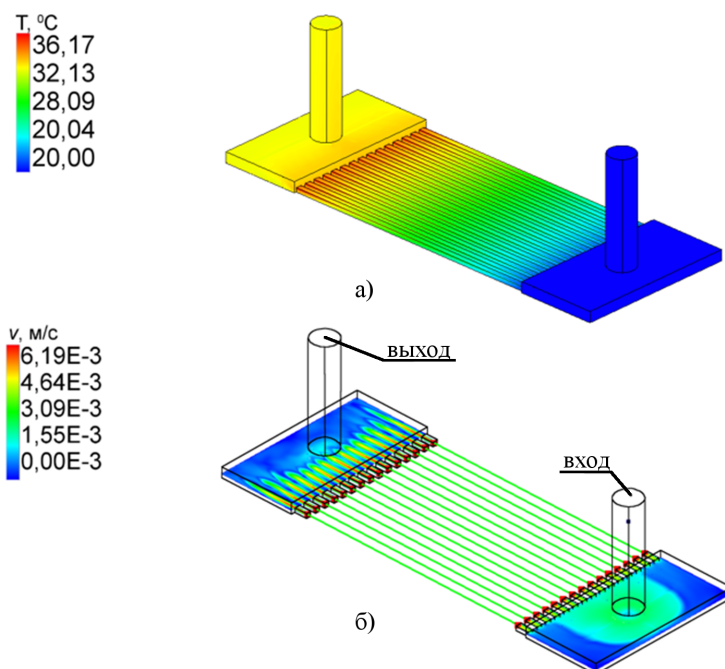 T, ºC
36,17
32,13
28,09
20,04
20,00
а)
v, м/с
6,19E-3
4,64E-3
3,09E-3
1,55E-3
0,00E-3
выход
вход
б)